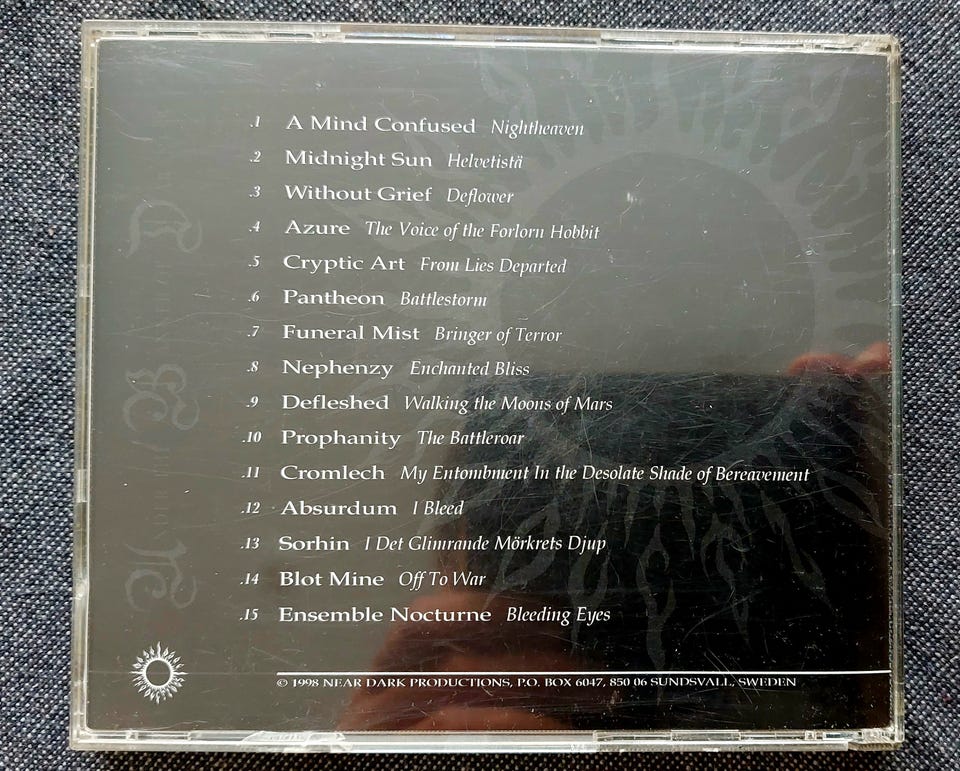 .1 A Mind Confused Nightheaven
.2 Midnight Sun Helvetistä
.3 Without Grief Deflower
.4 Azure The Voice of the Forlorn Hobbit
.5 Cryptic Art From Lies Departed
.6 Pantheon Battlestorm
.7 Funeral Mist Bringer of Terror
.8 Nephenzy Enchanted Bliss
.9 Defleshed Walking the Moons of Mars
.10 Prophanity The Battleroar
.11 Cromlech My Entombment In the Desolate Shade of Bereavement
.12 Absurdum I Bleed
.13 Sorhin I Det Glimrande Mörkrets Djup
.14 Blot Mine Off To War
.15 Ensemble Nocturne Bleeding Eyes
© 1998 NEAR DARK PRODUCTIONS, P.O. BOX 6047, 850 06 SUNDSVALL, SWEDEN